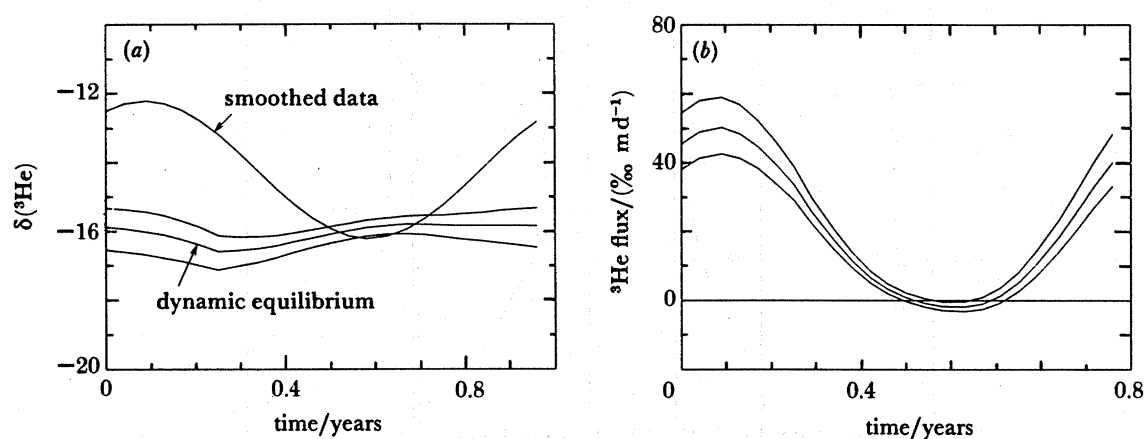 (a)
−12
−16
−20
δ(³He)
smoothed data
dynamic equilibrium
0
0.4
0.8
time/years
(b)
80
40
0
³He flux/(‰ m d⁻¹)
0
0.4
0.8
time/years